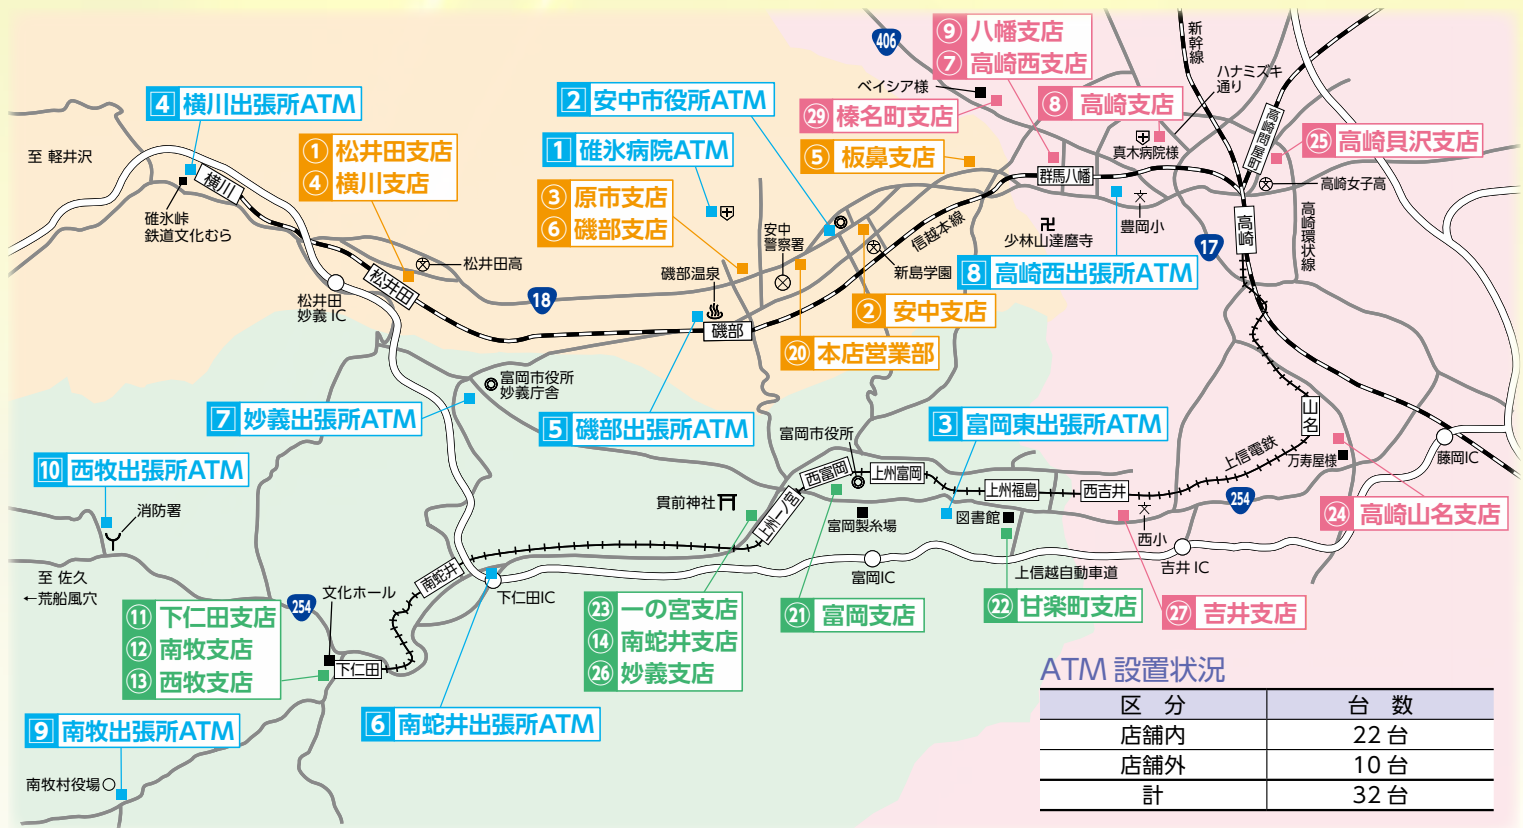 406
⑨ 八幡支店
⑦ 高崎西支店
新幹線
ハナミズキ
通り
ベイシア様
4 横川出張所ATM
2 安中市役所ATM
㉙ 榛名町支店
⑧ 高崎支店
真木病院様
高崎問屋町
㉕ 高崎貝沢支店
至 軽井沢
① 松井田支店
④ 横川支店
1 碓氷病院ATM
⑤ 板鼻支店
群馬八幡
高崎女子高
横川
碓氷峠
鉄道文化むら
③ 原市支店
⑥ 磯部支店
安中
警察署
信越本線
少林山達磨寺
豊岡小
高崎
高崎環状線
17
松井田高
松井田
松井田
妙義 IC
18
磯部温泉
新島学園
8 高崎西出張所ATM
② 安中支店
磯部
⑳ 本店営業部
富岡市役所
妙義庁舎
7 妙義出張所ATM
5 磯部出張所ATM
富岡市役所
3 富岡東出張所ATM
山名
万寿屋様
藤岡IC
10 西牧出張所ATM
消防署
貫前神社
上州一ノ宮
西富岡
上州富岡
上州福島
西吉井
上信電鉄
254
富岡製糸場
図書館
西小
㉔ 高崎山名支店
至 佐久
←荒船風穴
南蛇井
下仁田IC
富岡IC
上信越自動車道
吉井 IC
254
文化ホール
⑪ 下仁田支店
⑫ 南牧支店
⑬ 西牧支店
下仁田
㉓ 一の宮支店
⑭ 南蛇井支店
㉖ 妙義支店
㉑ 富岡支店
㉒ 甘楽町支店
㉗ 吉井支店
9 南牧出張所ATM
6 南蛇井出張所ATM
南牧村役場
ATM 設置状況
区 分 台 数
店舗内 22 台
店舗外 10 台
計 32 台